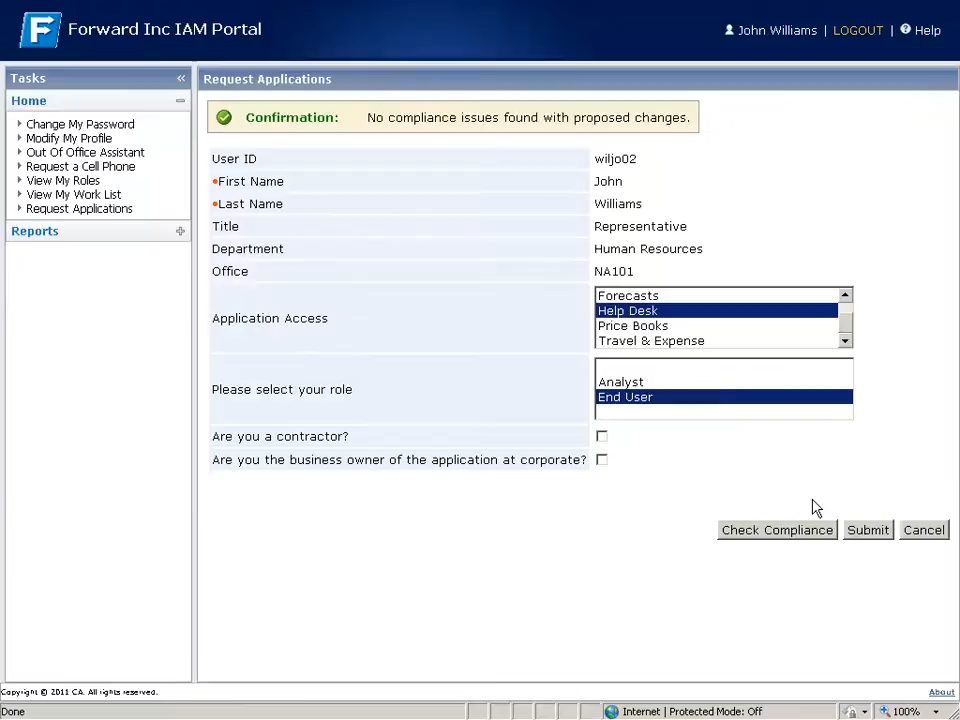 Forward Inc IAM Portal
John Williams | LOGOUT | Help
Tasks
Home
Change My Password
Modify My Profile
Out Of Office Assistant
Request a Cell Phone
View My Roles
View My Work List
Request Applications
Reports
Request Applications
Confirmation: No compliance issues found with proposed changes.
User ID wiljo02
•First Name John
•Last Name Williams
Title Representative
Department Human Resources
Office NA101
Application Access
Forecasts
Help Desk
Price Books
Travel & Expense
Please select your role
Analyst
End User
Are you a contractor?
Are you the business owner of the application at corporate?
Check Compliance Submit Cancel
Copyright © 2011 CA. All rights reserved. About
Done Internet | Protected Mode: Off 100%